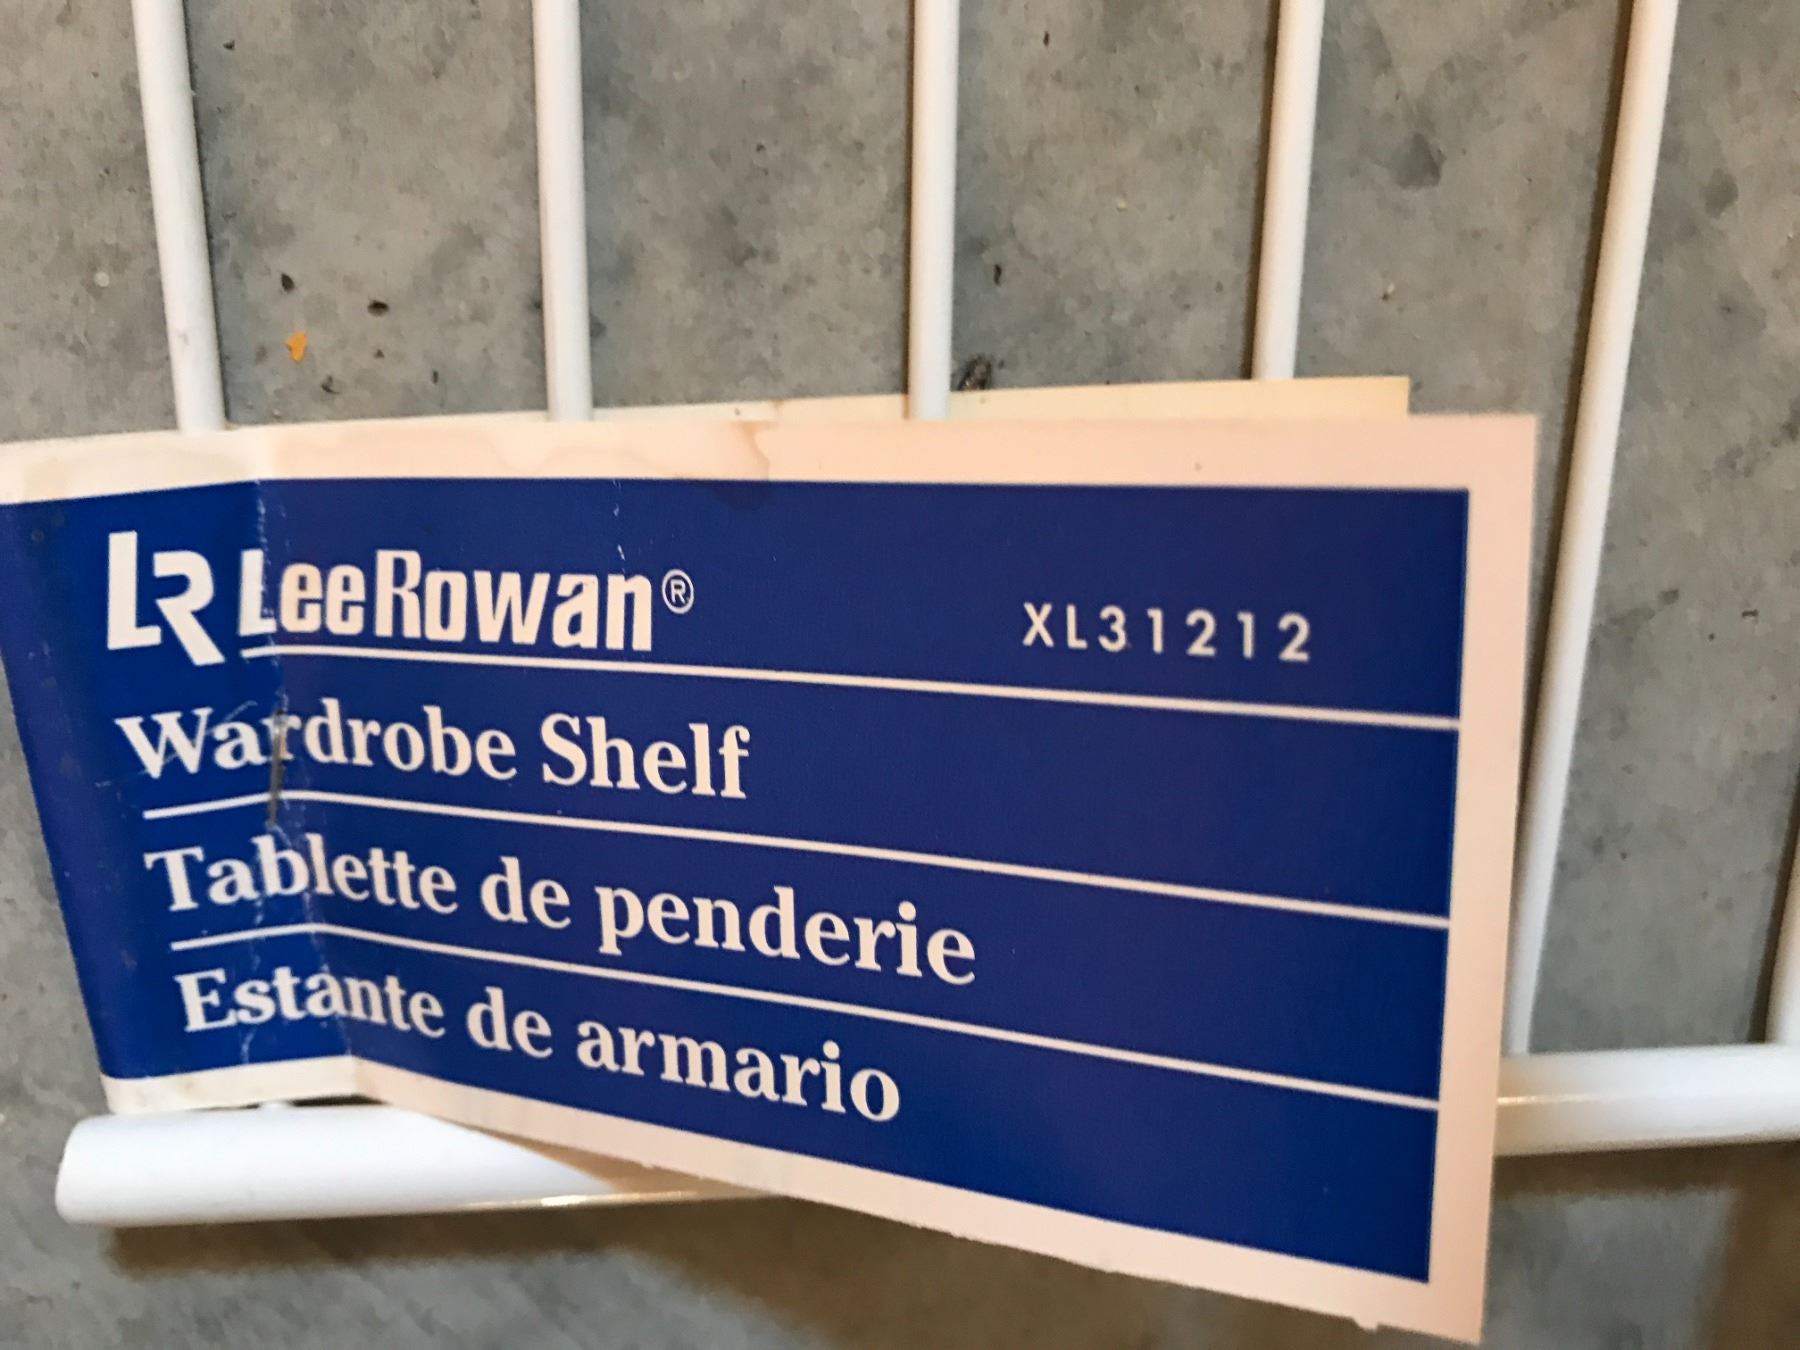 LR LeeRowan® XL31212
Wardrobe Shelf
Tablette de penderie
Estante de armario